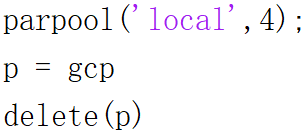 parpool('local',4);
p = gcp
delete(p)